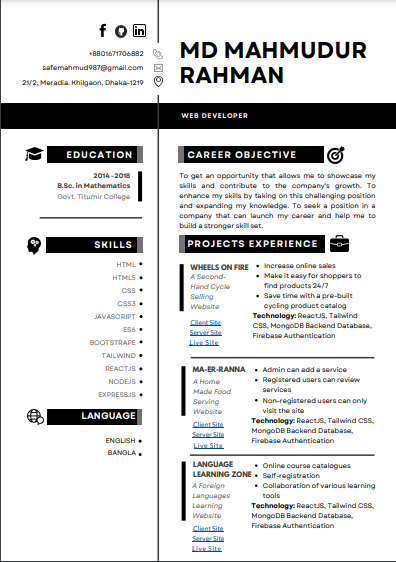 +8801671706882
safemahmud987@gmail.com
21/2, Meradia. Khilgaon, Dhaka-1219
MD MAHMUDUR
RAHMAN
WEB DEVELOPER
EDUCATION
2014 -2018
B.Sc. in Mathematics
Govt. Titumir College
SKILLS
HTML
HTML5
CSS
CSS3
JAVASCRIPT
ES6
BOOTSTRAPE
TAILWIND
REACTJS
NODEJS
EXPRESSJS
LANGUAGE
ENGLISH
BANGLA
CAREER OBJECTIVE
To get an opportunity that allows me to showcase my
skills and contribute to the company's growth. To
enhance my skills by taking on this challenging position
and expanding my knowledge. To seek a position in a
company that can launch my career and help me to
build a stronger skill set.
PROJECTS EXPERIENCE
WHEELS ON FIRE
A Second-
Hand Cycle
Selling
Website
Client Site
Server Site
Live Site
Increase online sales
Make it easy for shoppers to
find products 24/7
Save time with a pre-built
cycling product catalog
Technology: ReactJS, Tailwind
CSS, MongoDB Backend Database,
Firebase Authentication
MA-ER-RANNA
A Home
Made Food
Serving
Website
Client Site
Server Site
Live Site
Admin can add a service
Registered users can review
services
Non-registered users can only
visit the site
Technology: ReactJS, Tailwind CSS,
MongoDB Backend Database,
Firebase Authentication
LANGUAGE
LEARNING ZONE
A Foreign
Languages
Learning
Website
Client Site
Server Site
Live Site
Online course catalogues
Self-registration
Collaboration of various learning
tools
Technology: ReactJS, Tailwind CSS,
MongoDB Backend Database,
Firebase Authentication